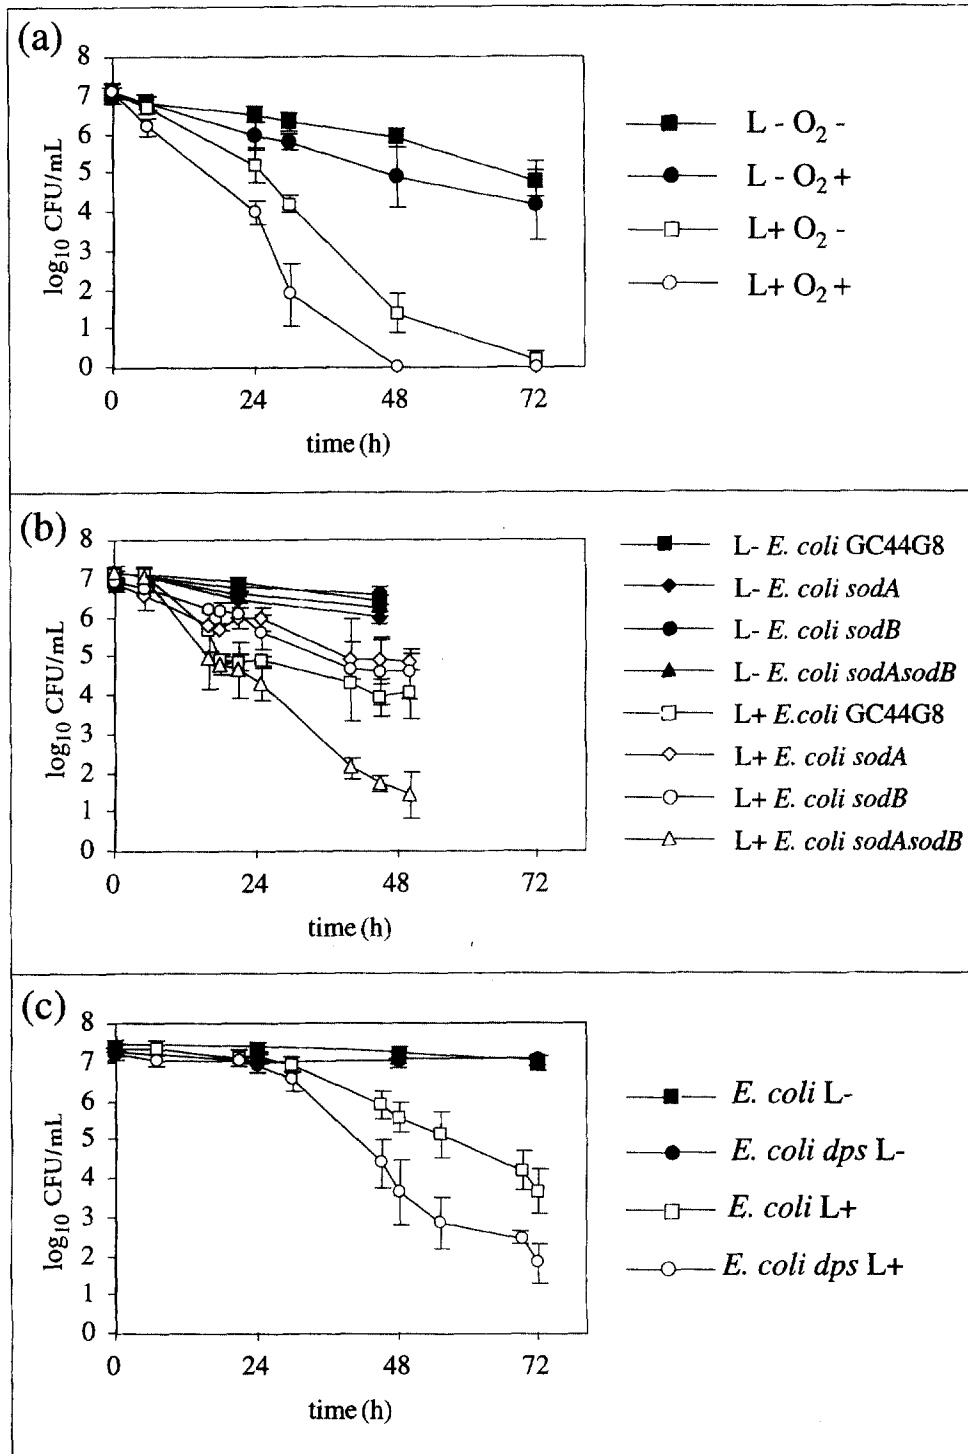 (a)
8
7
6
5
4
3
2
1
0
log10 CFU/mL
0 24 48 72
time (h)
L - O2 -
L - O2 +
L+ O2 -
L+ O2 +
(b)
8
7
6
5
4
3
2
1
0
log10 CFU/mL
0 24 48 72
time (h)
L- E. coli GC44G8
L- E. coli sodA
L- E. coli sodB
L- E. coli sodAsodB
L+ E.coli GC44G8
L+ E. coli sodA
L+ E. coli sodB
L+ E. coli sodAsodB
(c)
8
7
6
5
4
3
2
1
0
log10 CFU/mL
0 24 48 72
time (h)
E. coli L-
E. coli dps L-
E. coli L+
E. coli dps L+